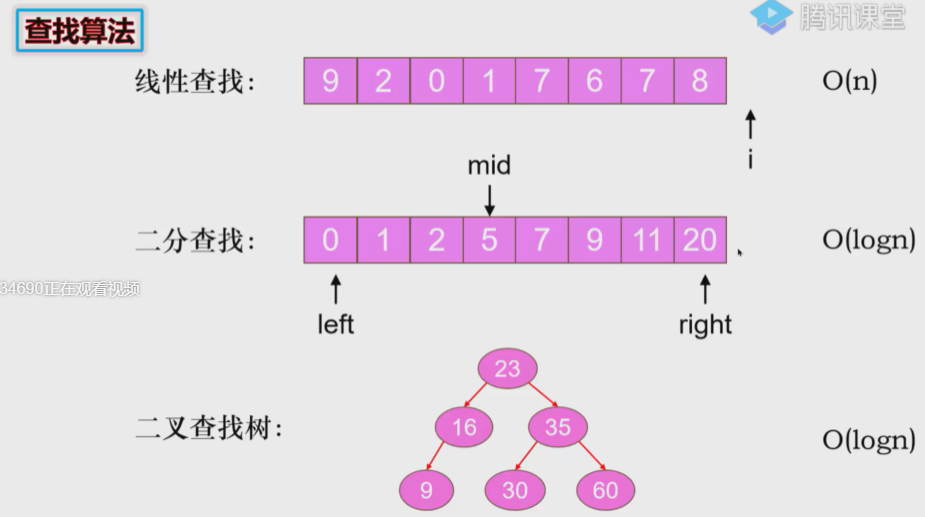 查找算法
腾讯课堂
线性查找:
9 2 0 1 7 6 7 8
O(n)
i
mid
二分查找:
0 1 2 5 7 9 11 20
O(logn)
34690正在观看视频
left
right
23
二叉查找树:
16 35
O(logn)
9 30 60